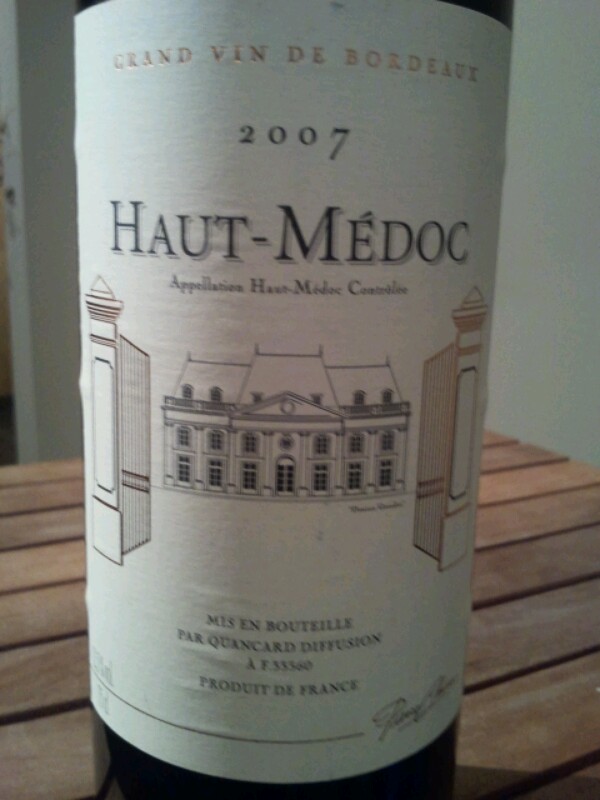 GRAND VIN DE BORDEAUX
2007
HAUT-MÉDOC
Appellation Haut-Médoc Contrôlée
MIS EN BOUTEILLE
PAR QUANCARD DIFFUSION
À F.33560
PRODUIT DE FRANCE